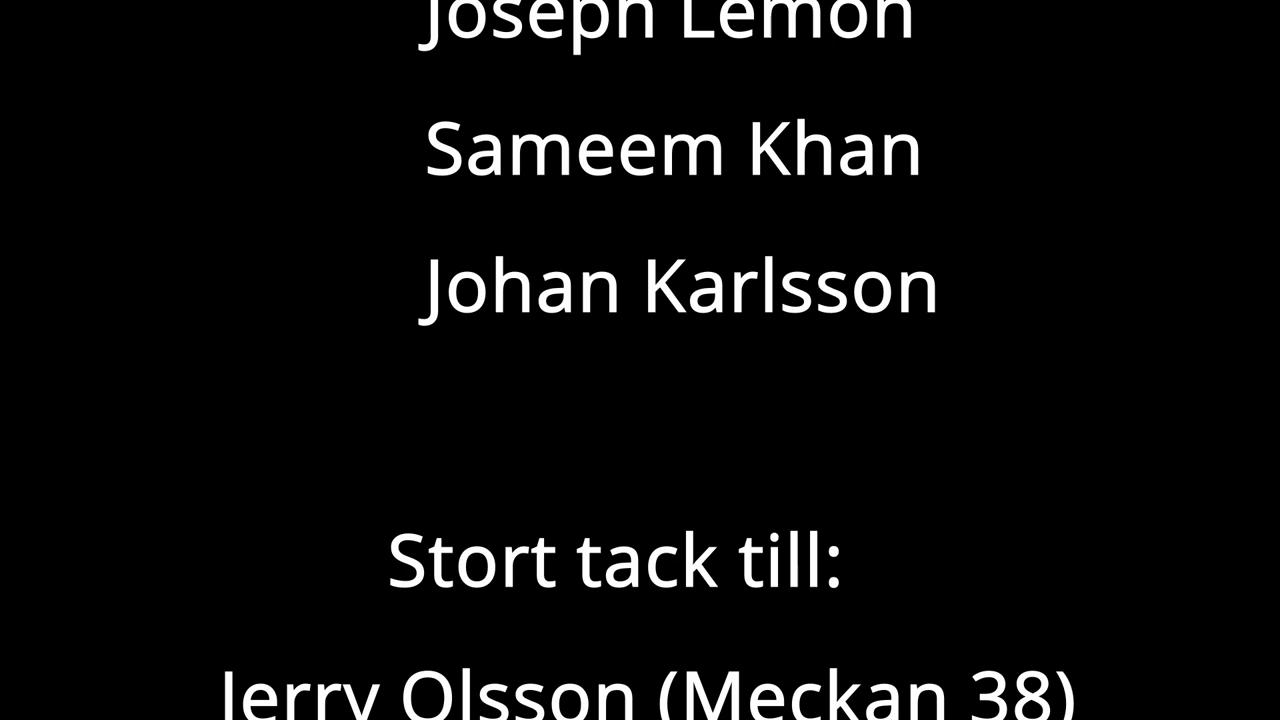 Joseph Lemon
Sameem Khan
Johan Karlsson
Stort tack till:
Jerry Olsson (Meckan 38)